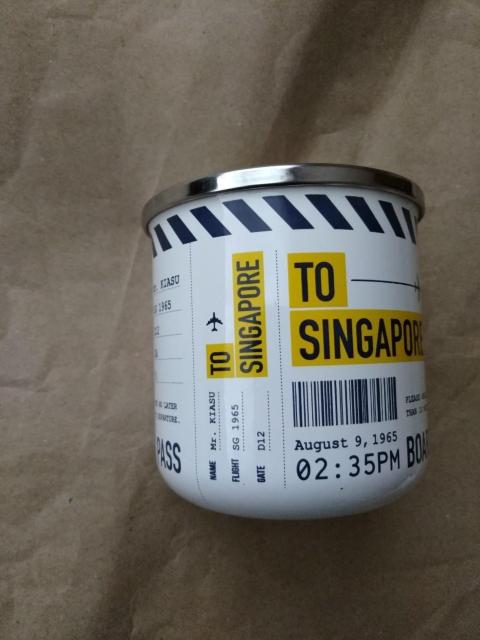 r. KIASU
G 1965
12
PASS
TO
SINGAPORE
NAME Mr. KIASU
FLIGHT SG 1965
GATE D12
TO
SINGAPORE
August 9, 1965
02:35PM
BOA